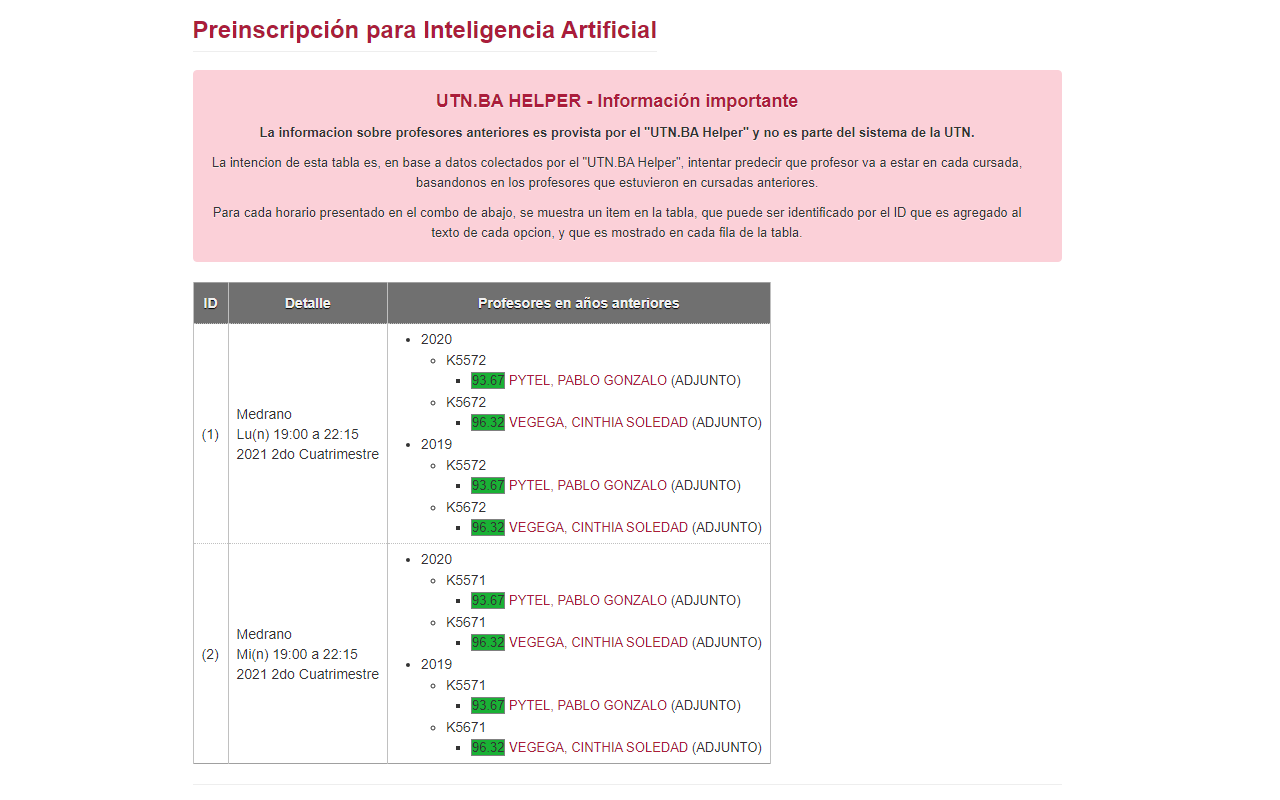 Preinscripción para Inteligencia Artificial
UTN.BA HELPER - Información importante
La informacion sobre profesores anteriores es provista por el "UTN.BA Helper" y no es parte del sistema de la UTN.
La intencion de esta tabla es, en base a datos colectados por el "UTN.BA Helper", intentar predecir que profesor va a estar en cada cursada,
basandonos en los profesores que estuvieron en cursadas anteriores.
Para cada horario presentado en el combo de abajo, se muestra un item en la tabla, que puede ser identificado por el ID que es agregado al
texto de cada opcion, y que es mostrado en cada fila de la tabla.
ID Detalle Profesores en años anteriores
(1)
Medrano
Lu(n) 19:00 a 22:15
2021 2do Cuatrimestre
2020
K5572
93.67 PYTEL, PABLO GONZALO (ADJUNTO)
K5672
96.32 VEGEGA, CINTHIA SOLEDAD (ADJUNTO)
2019
K5572
93.67 PYTEL, PABLO GONZALO (ADJUNTO)
K5672
96.32 VEGEGA, CINTHIA SOLEDAD (ADJUNTO)
(2)
Medrano
Mi(n) 19:00 a 22:15
2021 2do Cuatrimestre
2020
K5571
93.67 PYTEL, PABLO GONZALO (ADJUNTO)
K5671
96.32 VEGEGA, CINTHIA SOLEDAD (ADJUNTO)
2019
K5571
93.67 PYTEL, PABLO GONZALO (ADJUNTO)
K5671
96.32 VEGEGA, CINTHIA SOLEDAD (ADJUNTO)